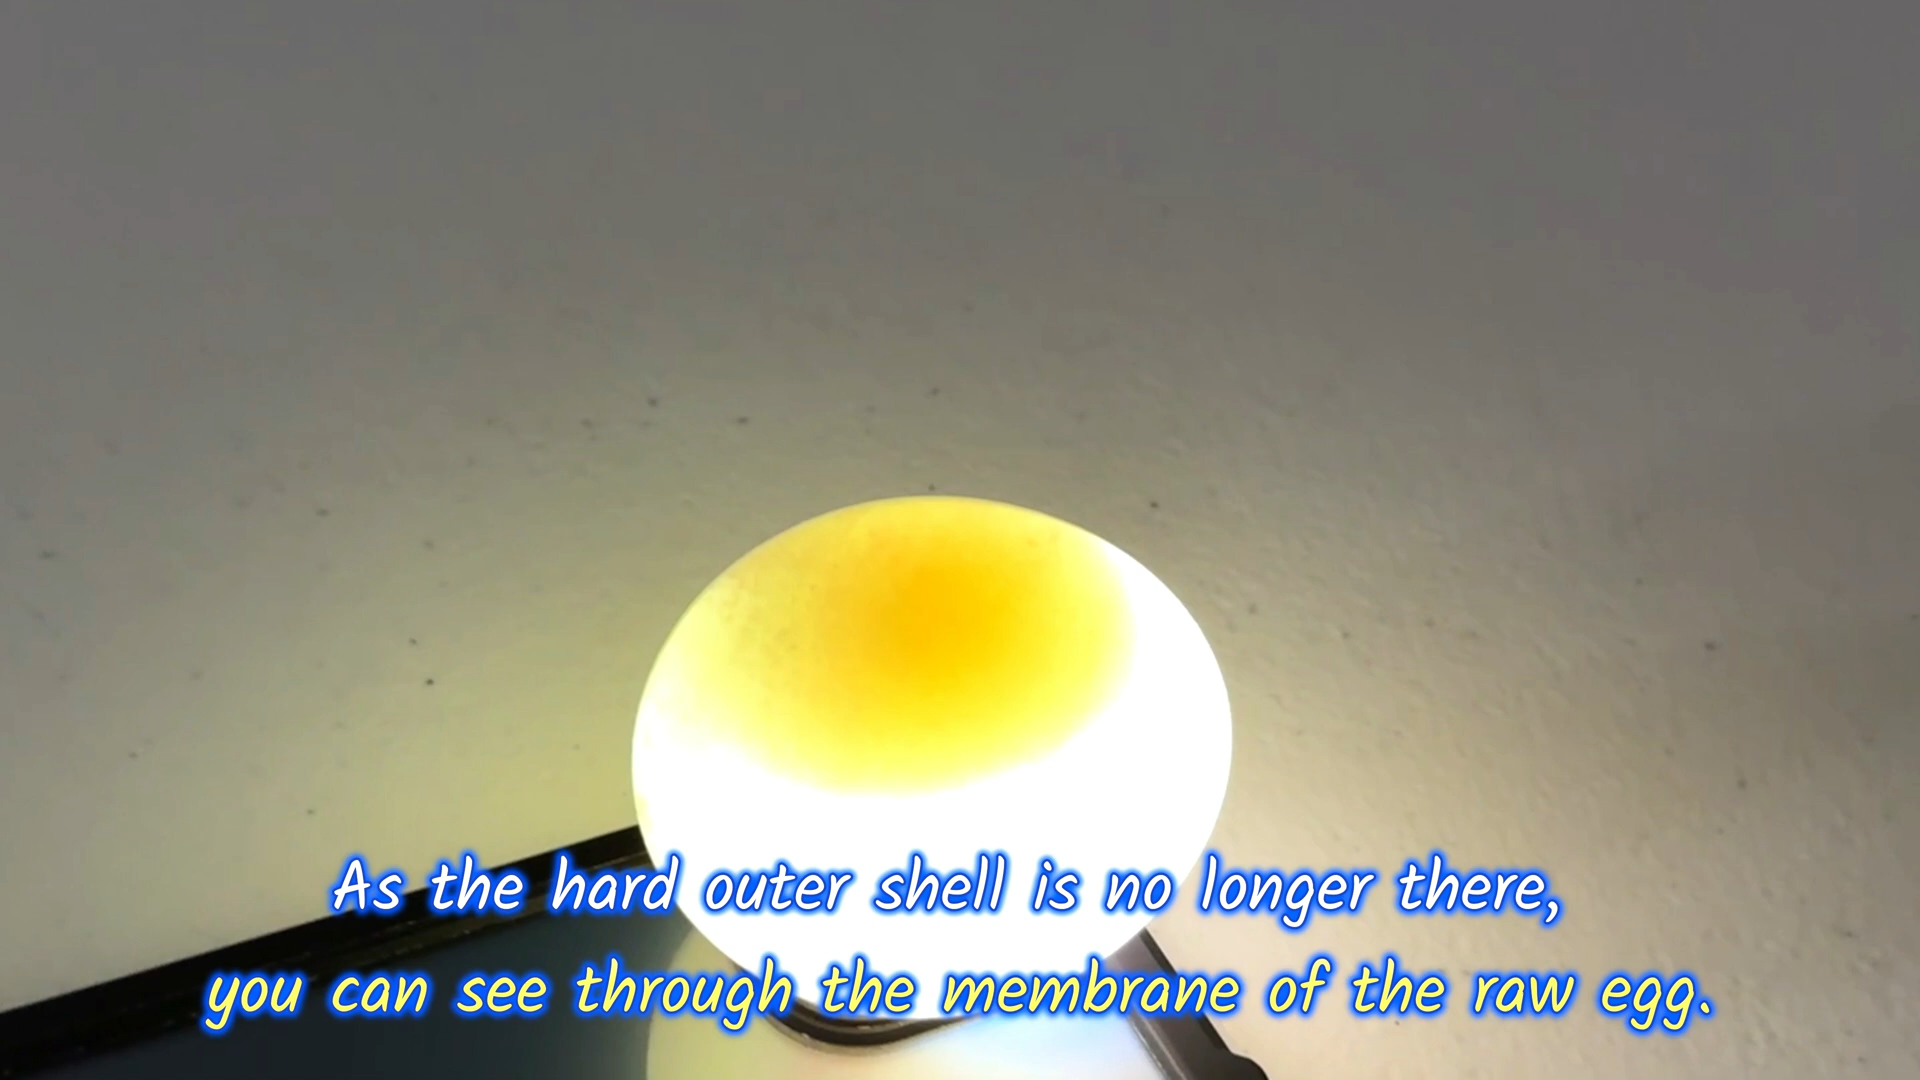 As the hard outer shell is no longer there,
you can see through the membrane of the raw egg.